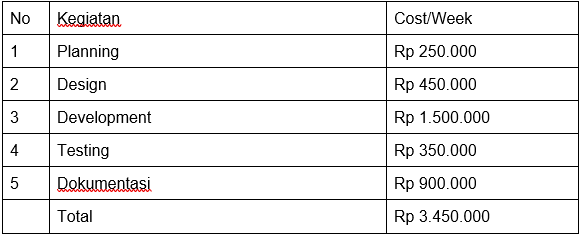 No Kegiatan Cost/Week
1 Planning Rp 250.000
2 Design Rp 450.000
3 Development Rp 1.500.000
4 Testing Rp 350.000
5 Dokumentasi Rp 900.000
Total Rp 3.450.000